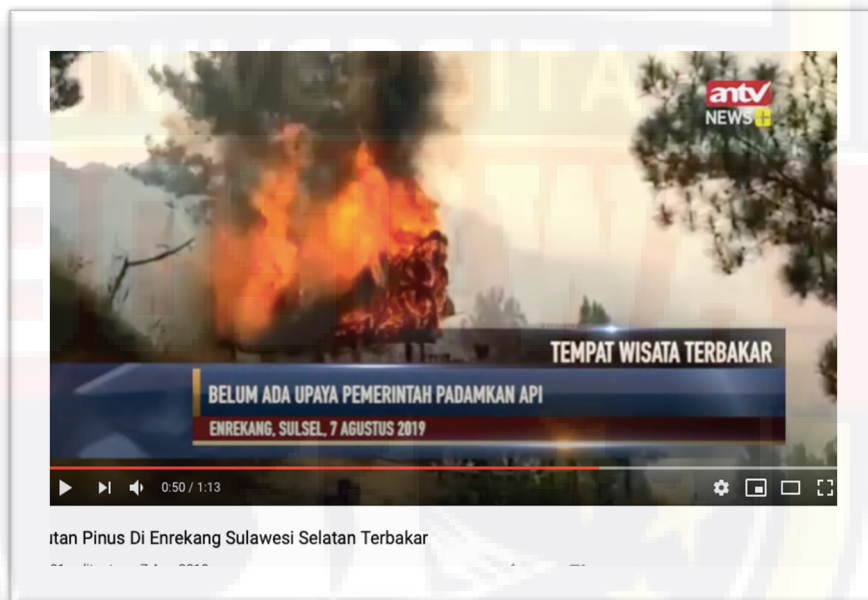 antv
NEWS+
TEMPAT WISATA TERBAKAR
BELUM ADA UPAYA PEMERINTAH PADAMKAN API
ENREKANG, SULSEL, 7 AGUSTUS 2019
0:50 / 1:13
utan Pinus Di Enrekang Sulawesi Selatan Terbakar